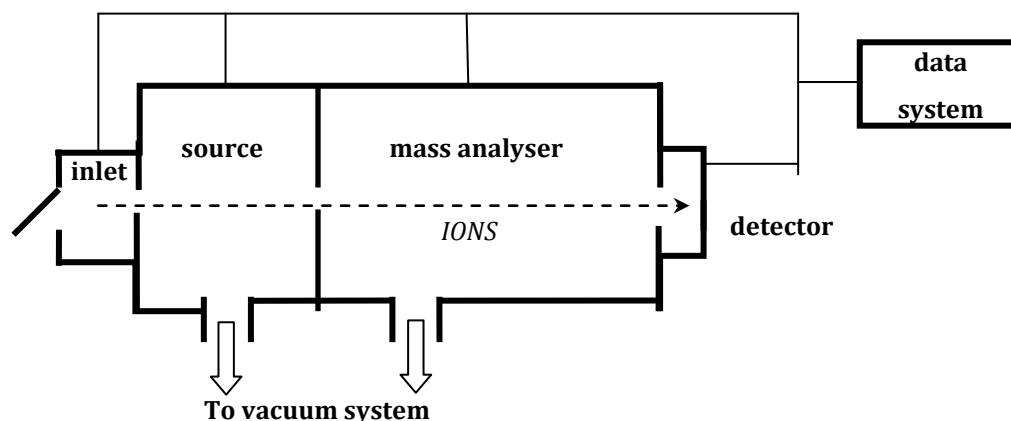 data
system
source
mass analyser
inlet
IONS
detector
To vacuum system